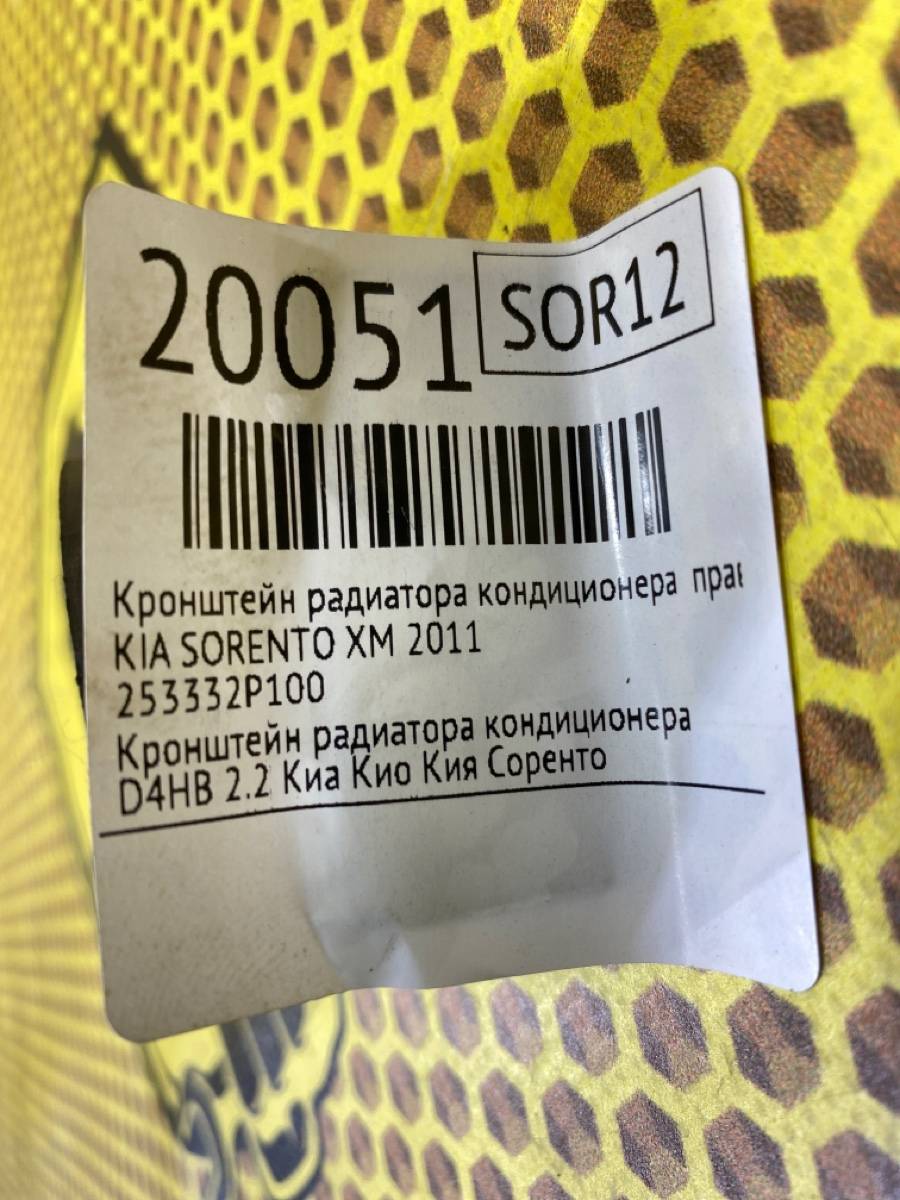 20051 SOR12
Кронштейн радиатора кондиционера
KIA SORENTO XM 2011
253332P100
Кронштейн радиатора кондиционера
D4HB 2.2 Киа Кио Кия Соренто